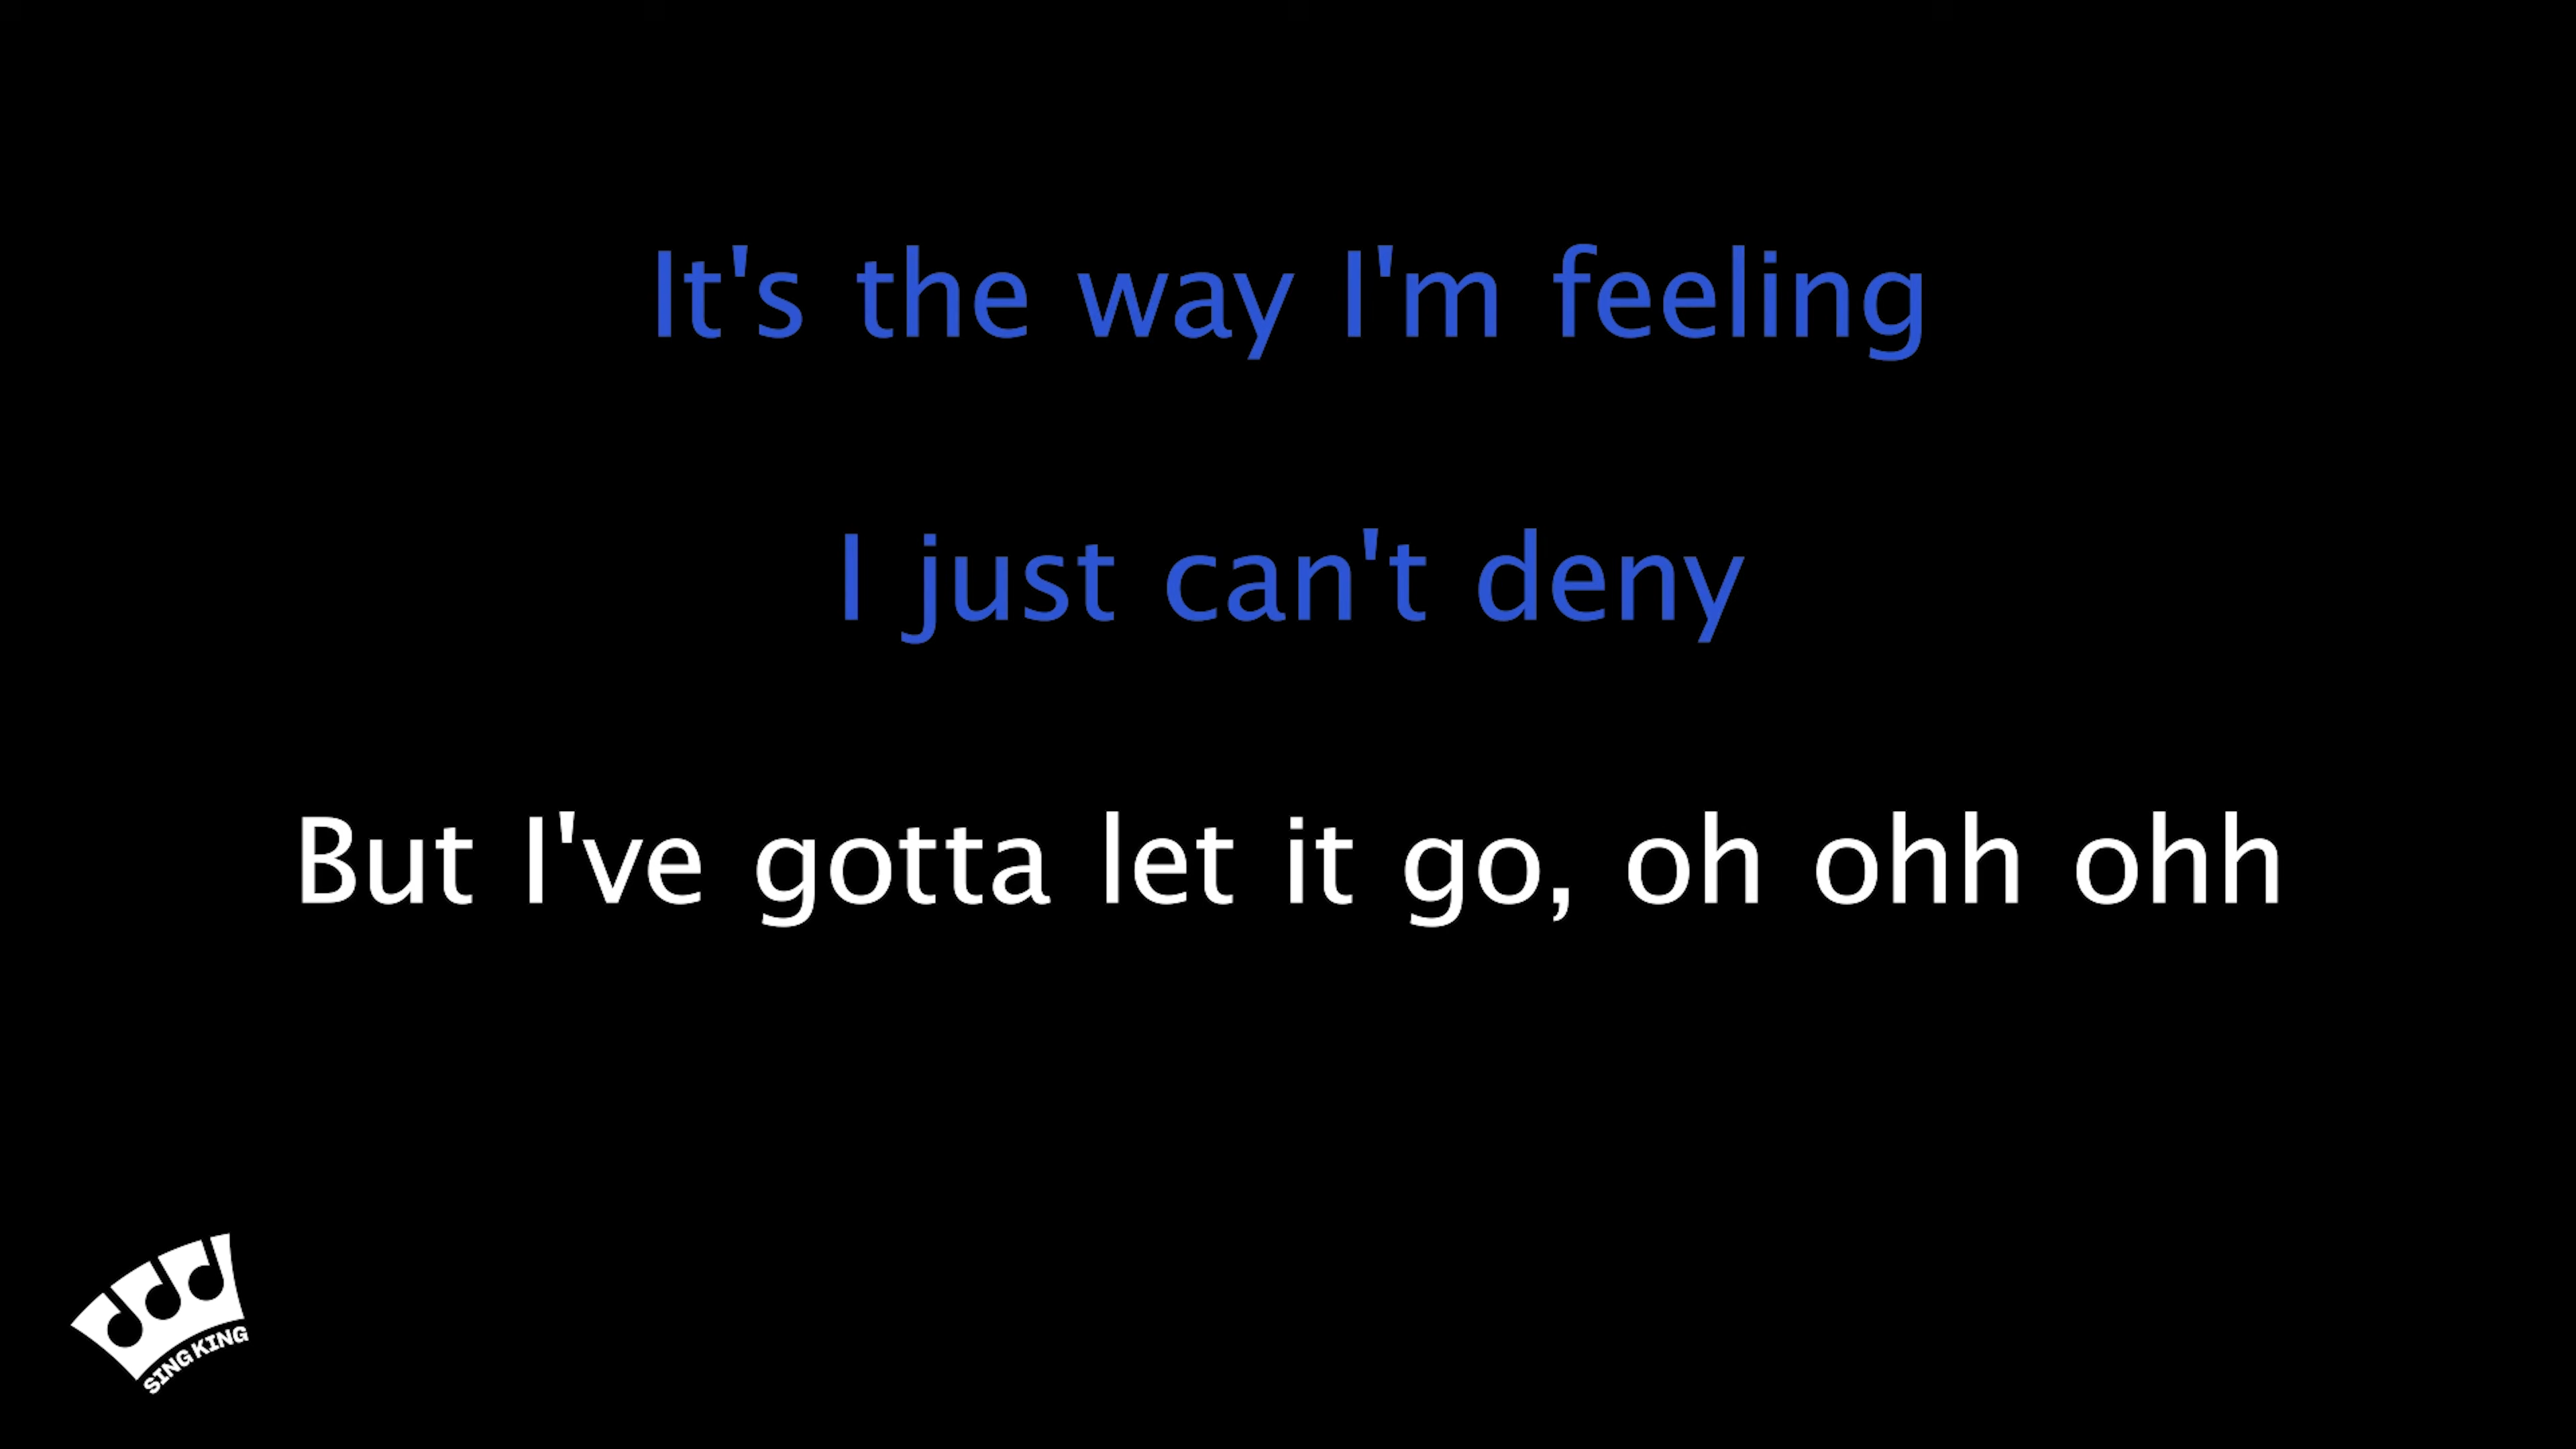 It's the way I'm feeling
I just can't deny
But I've gotta let it go, oh ohh ohh
SING KING